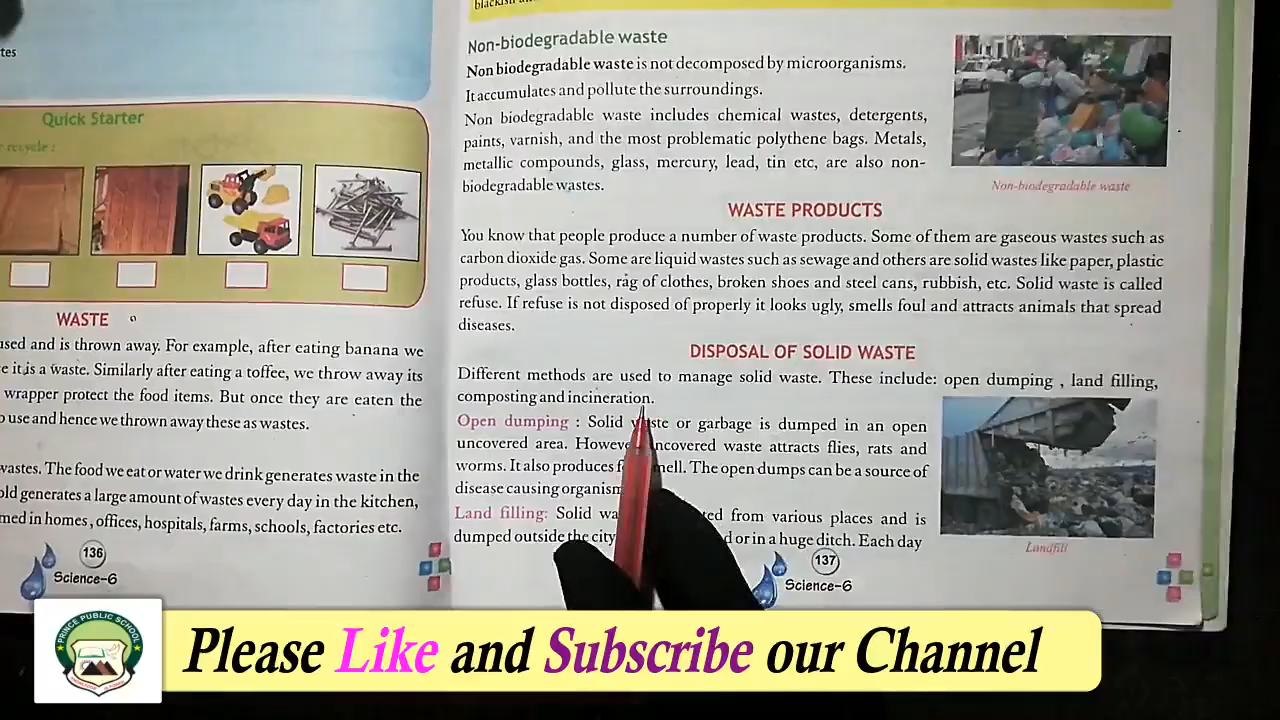 tes
Quick Starter
recycle :
WASTE
used and is thrown away. For example, after eating banana we
e it is a waste. Similarly after eating a toffee, we throw away its
wrapper protect the food items. But once they are eaten the
use and hence we thrown away these as wastes.
wastes. The food we eat or water we drink generates waste in the
old generates a large amount of wastes every day in the kitchen,
med in homes, offices, hospitals, farms, schools, factories etc.
136
Science-6
blackish
Non-biodegradable waste
Non biodegradable waste is not decomposed by microorganisms.
It accumulates and pollute the surroundings.
Non biodegradable waste includes chemical wastes, detergents,
paints, varnish, and the most problematic polythene bags. Metals,
metallic compounds, glass, mercury, lead, tin etc, are also non-
biodegradable wastes.
Non-biodegradable waste
WASTE PRODUCTS
You know that people produce a number of waste products. Some of them are gaseous wastes such as
carbon dioxide gas. Some are liquid wastes such as sewage and others are solid wastes like paper, plastic
products, glass bottles, rag of clothes, broken shoes and steel cans, rubbish, etc. Solid waste is called
refuse. If refuse is not disposed of properly it looks ugly, smells foul and attracts animals that spread
diseases.
DISPOSAL OF SOLID WASTE
Different methods are used to manage solid waste. These include: open dumping , land filling,
composting and incineration.
Open dumping : Solid waste or garbage is dumped in an open
uncovered area. However uncovered waste attracts flies, rats and
worms. It also produces smell. The open dumps can be a source of
disease causing organism
Land filling: Solid from various places and is
dumped outside the city or in a huge ditch. Each day
Landfill
137
Science-6
PRINCE PUBLIC SCHOOL
Please Like and Subscribe our Channel